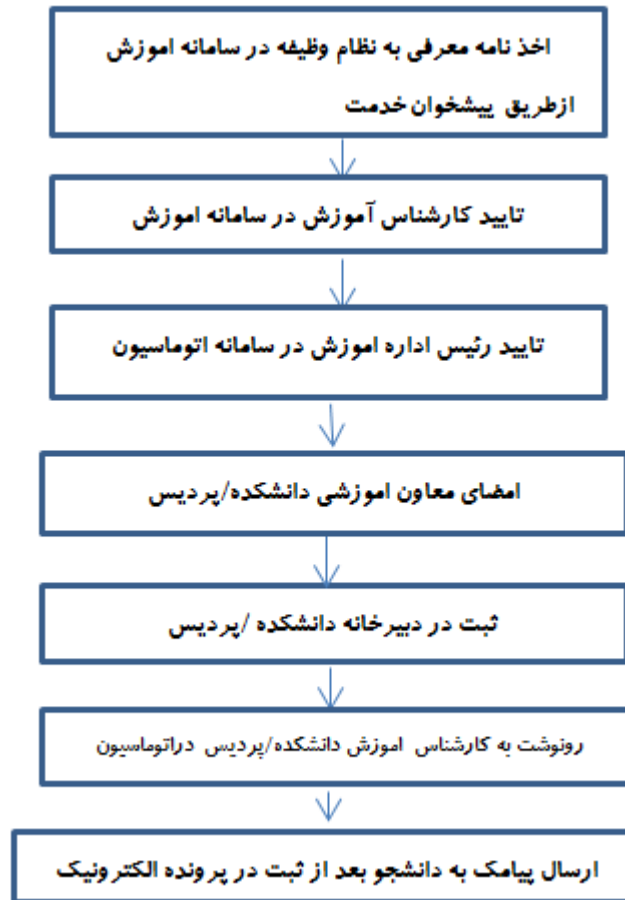 اخذ نامه معرفی به نظام وظیفه در سامانه اموزش
ازطریق پیشخوان خدمت
تایید کارشناس آموزش در سامانه اموزش
تایید رئیس اداره اموزش در سامانه اتوماسیون
امضای معاون اموزشی دانشکده/پردیس
ثبت در دبیرخانه دانشکده /پردیس
رونوشت به کارشناس اموزش دانشکده/پردیس دراتوماسیون
ارسال پیامک به دانشجو بعد از ثبت در پرونده الکترونیک